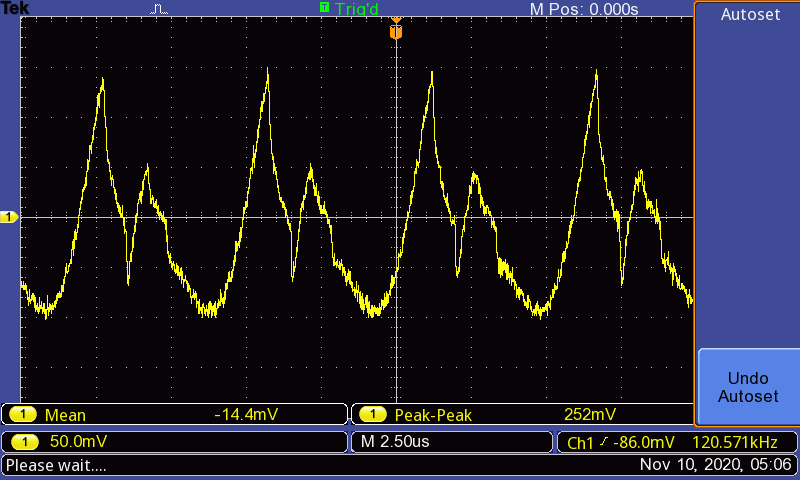 Tek T Trig'd M Pos: 0.000s Autoset
T
1
Undo
Autoset
1 Mean -14.4mV 1 Peak-Peak 252mV
1 50.0mV M 2.50us Ch1 -86.0mV 120.571kHz
Please wait.... Nov 10, 2020, 05:06